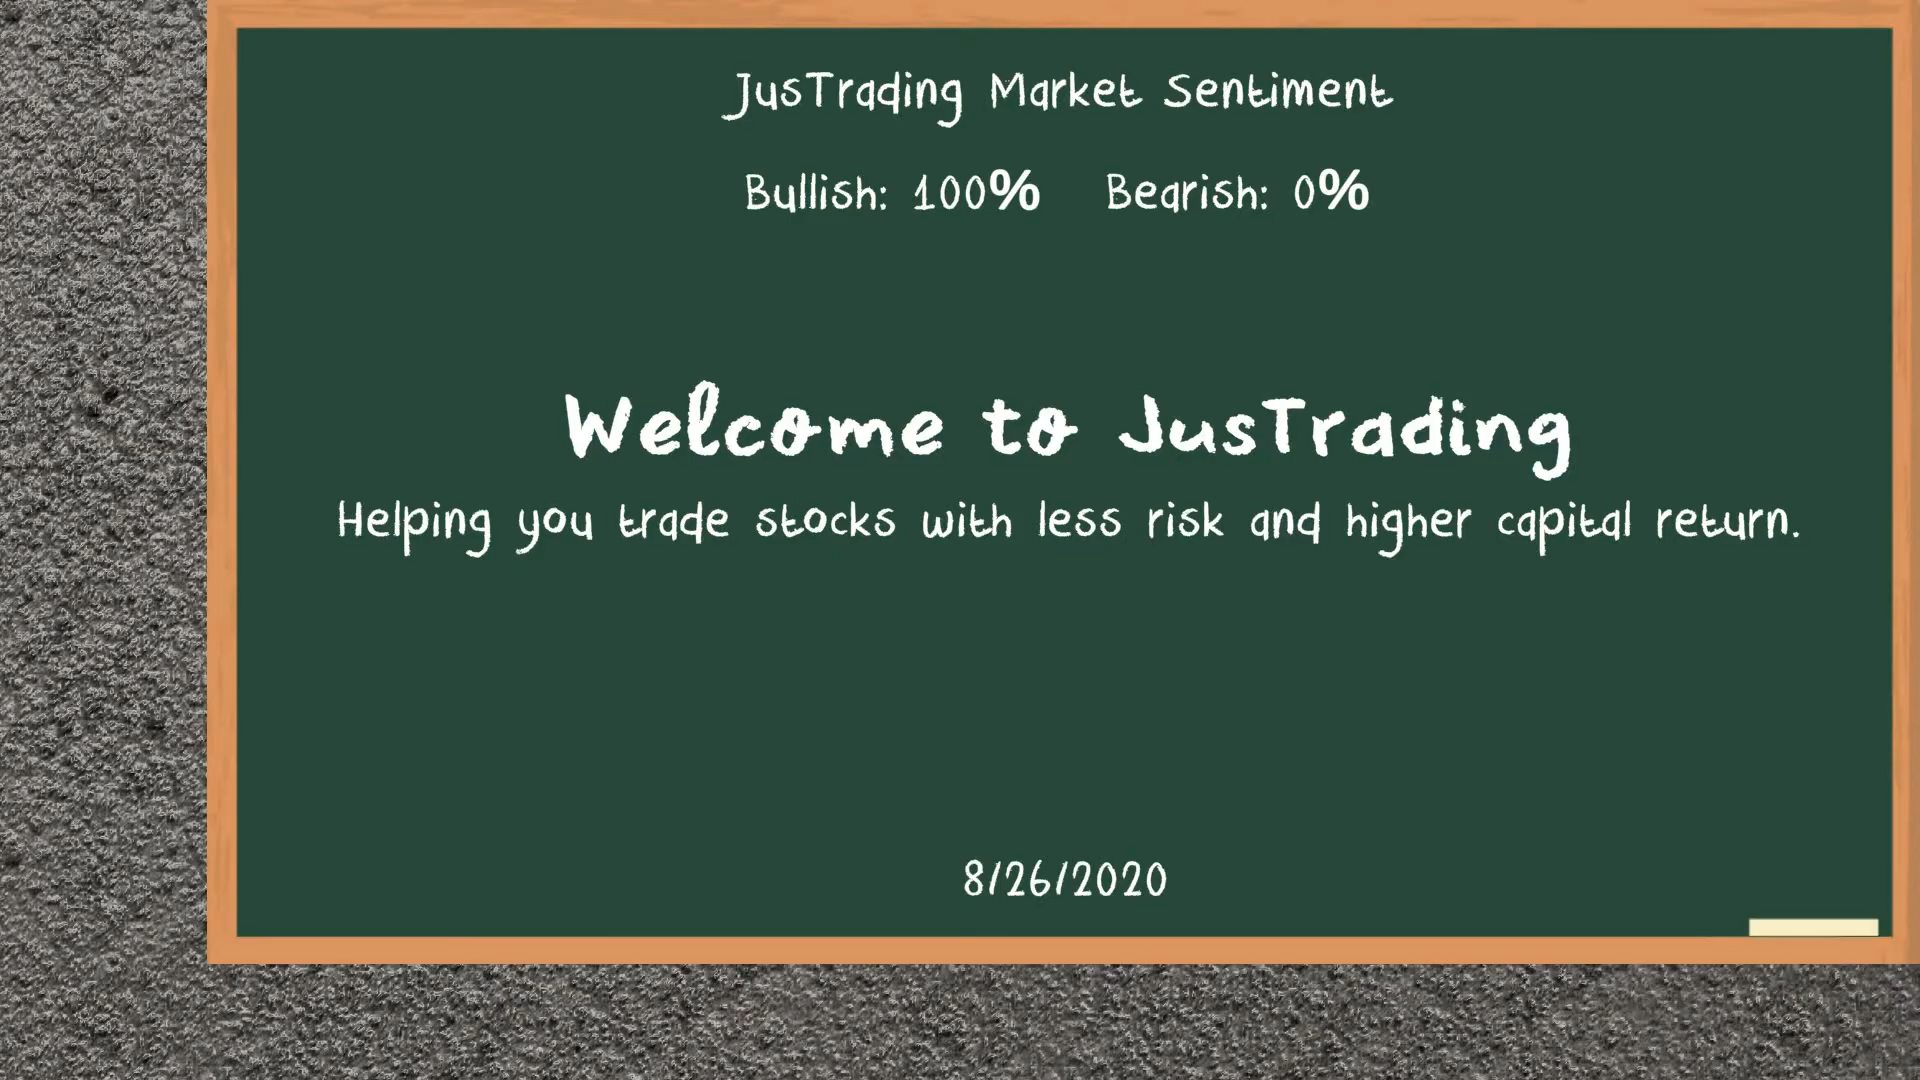 JusTrading Market Sentiment
Bullish: 100% Bearish: 0%
Welcome to JusTrading
Helping you trade stocks with less risk and higher capital return.
8/26/2020